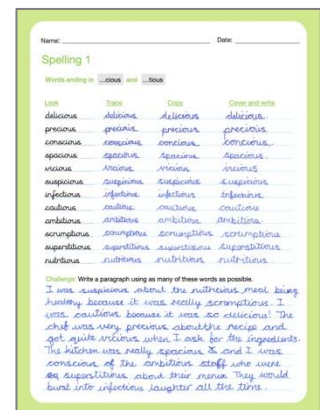 Name: Date:
Spelling 1
Words ending in ...cious and ...tious
Look Trace Copy Cover and write
delicious delicious delicious delicious.
precious precious precious precious
conscious conscious concious concious.
spacious spacious spacious spacious.
vicious vicious vicious vicious
suspicious suspicious suspicious suspicious
infectious infectious infectious infectious.
cautious cautious cautious cautious
ambitious ambitious ambitious ambitious.
scrumptious scrumptious scrumptious scrumptious
superstitious superstitious superstitious superstitious
nutritious nutritious nutritious nutritious.
Challenge Write a paragraph using as many of these words as possible.
I was suspicious about the nutricious meal being
healthy because it was really scromptious. I
was cautious because it was so delicious! The
chef was very precious about the recipe and
got quite vicious when I ask for the ingredients.
The kitchen was really spacious & and I was
conscious of the ambitious staff who were
superstitious about their menu. They would
burst into infectious laughter all the time.